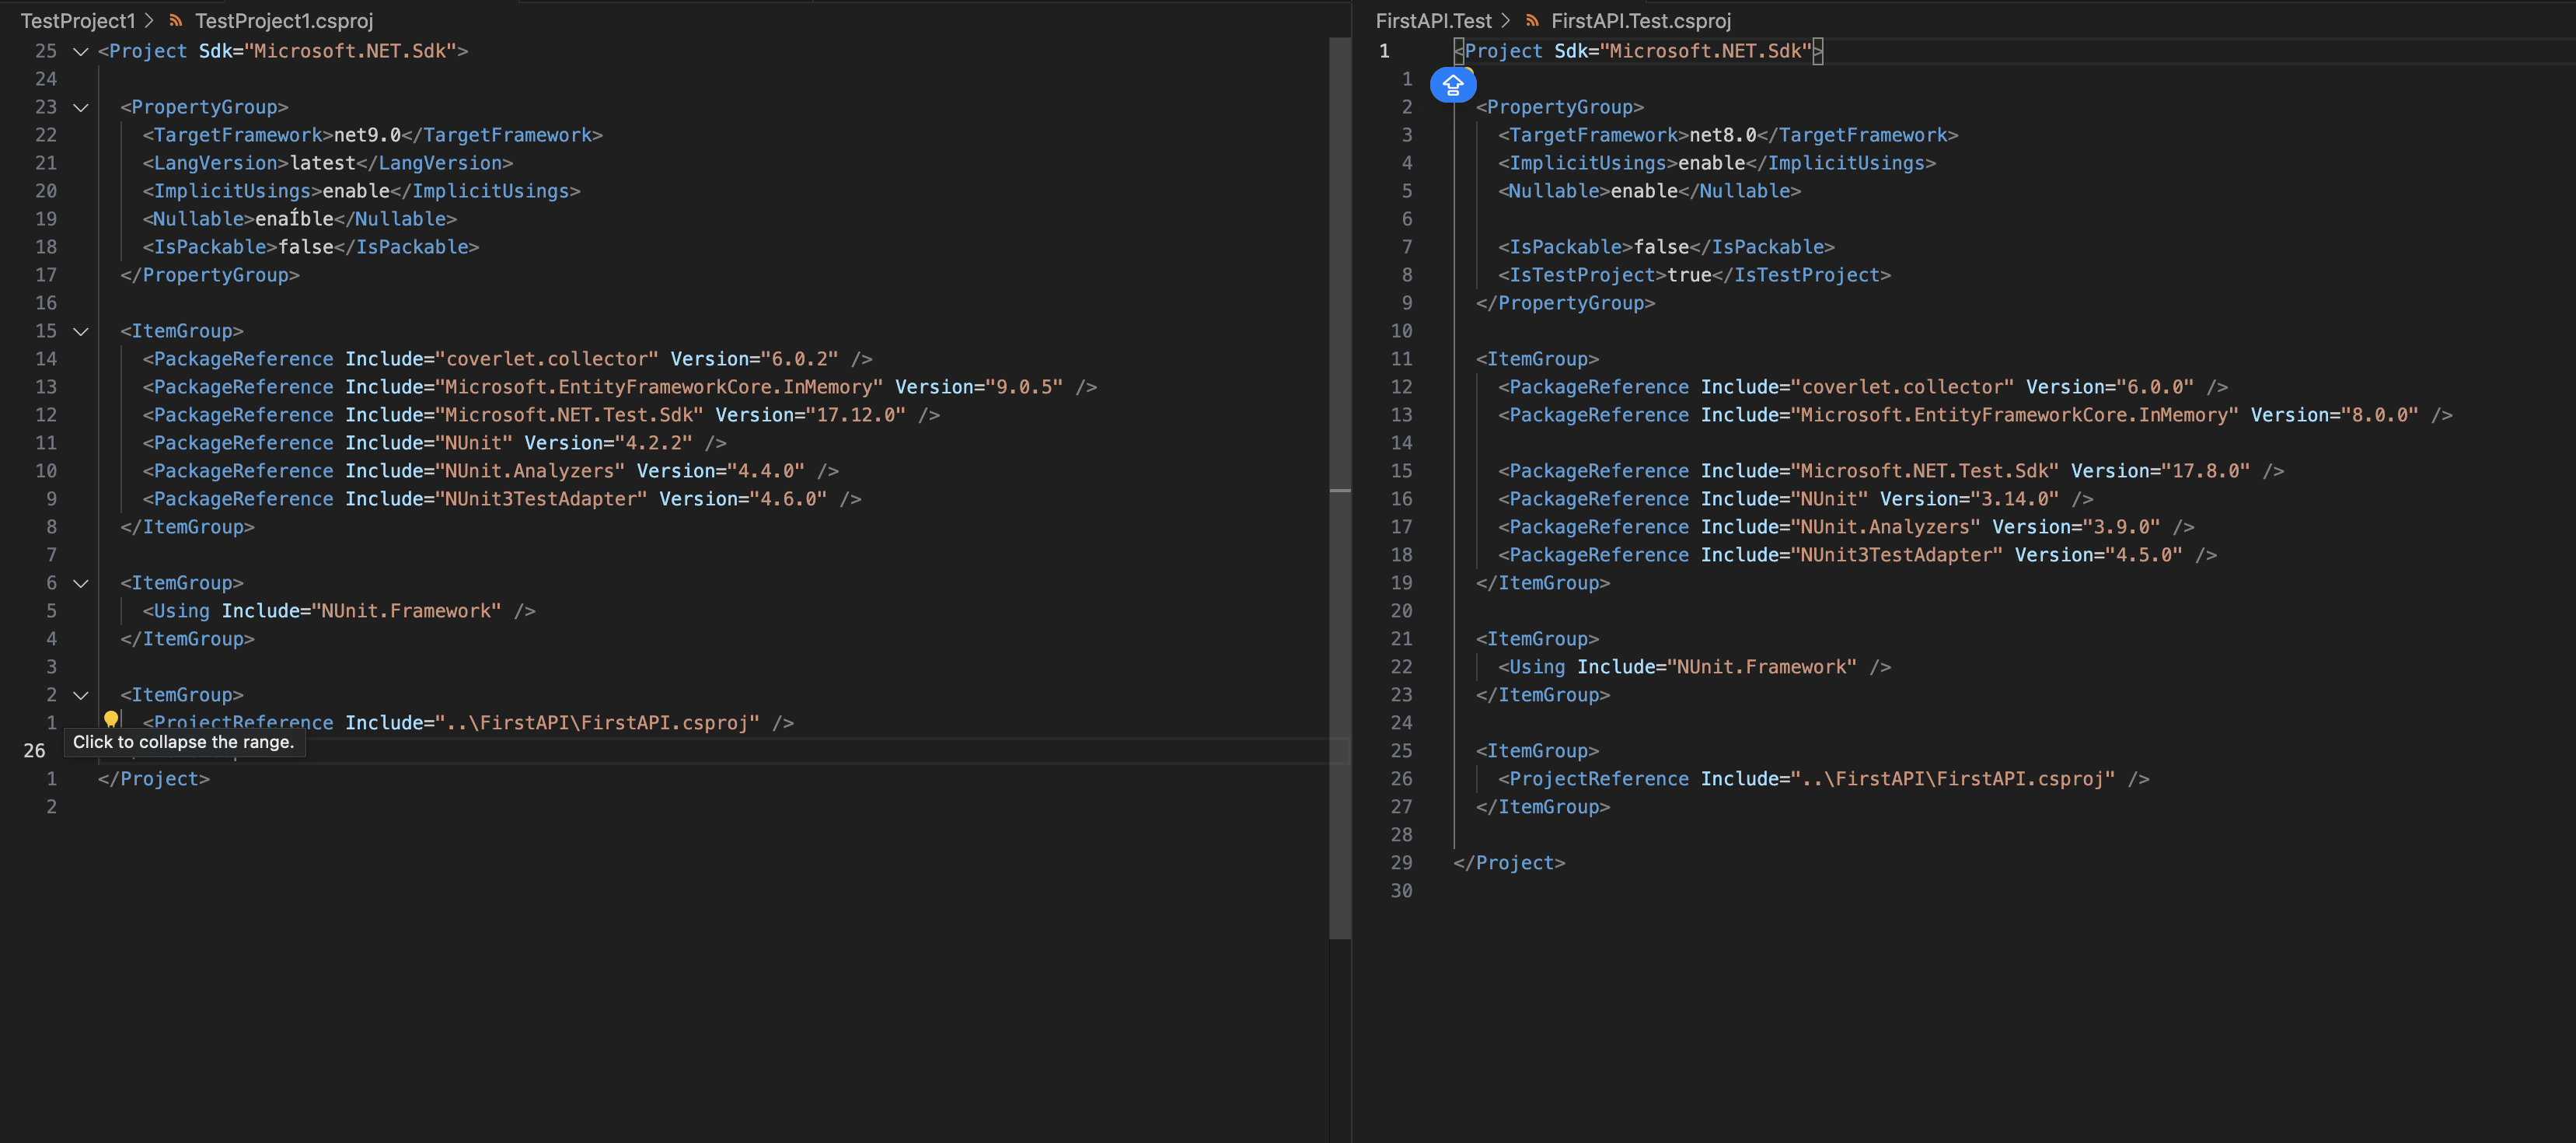 TestProject1 > TestProject1.csproj
25 <Project Sdk="Microsoft.NET.Sdk">
24
23 <PropertyGroup>
22 <TargetFramework>net9.0</TargetFramework>
21 <LangVersion>latest</LangVersion>
20 <ImplicitUsings>enable</ImplicitUsings>
19 <Nullable>enaÍble</Nullable>
18 <IsPackable>false</IsPackable>
17 </PropertyGroup>
16
15 <ItemGroup>
14 <PackageReference Include="coverlet.collector" Version="6.0.2" />
13 <PackageReference Include="Microsoft.EntityFrameworkCore.InMemory" Version="9.0.5" />
12 <PackageReference Include="Microsoft.NET.Test.Sdk" Version="17.12.0" />
11 <PackageReference Include="NUnit" Version="4.2.2" />
10 <PackageReference Include="NUnit.Analyzers" Version="4.4.0" />
9 <PackageReference Include="NUnit3TestAdapter" Version="4.6.0" />
8 </ItemGroup>
7
6 <ItemGroup>
5 <Using Include="NUnit.Framework" />
4 </ItemGroup>
3
2 <ItemGroup>
1 <ProjectReference Include="..\FirstAPI\FirstAPI.csproj" />
26 Click to collapse the range.
1 </Project>
2
FirstAPI.Test > FirstAPI.Test.csproj
1 <Project Sdk="Microsoft.NET.Sdk">
1
2 <PropertyGroup>
3 <TargetFramework>net8.0</TargetFramework>
4 <ImplicitUsings>enable</ImplicitUsings>
5 <Nullable>enable</Nullable>
6
7 <IsPackable>false</IsPackable>
8 <IsTestProject>true</IsTestProject>
9 </PropertyGroup>
10
11 <ItemGroup>
12 <PackageReference Include="coverlet.collector" Version="6.0.0" />
13 <PackageReference Include="Microsoft.EntityFrameworkCore.InMemory" Version="8.0.0" />
14
15 <PackageReference Include="Microsoft.NET.Test.Sdk" Version="17.8.0" />
16 <PackageReference Include="NUnit" Version="3.14.0" />
17 <PackageReference Include="NUnit.Analyzers" Version="3.9.0" />
18 <PackageReference Include="NUnit3TestAdapter" Version="4.5.0" />
19 </ItemGroup>
20
21 <ItemGroup>
22 <Using Include="NUnit.Framework" />
23 </ItemGroup>
24
25 <ItemGroup>
26 <ProjectReference Include="..\FirstAPI\FirstAPI.csproj" />
27 </ItemGroup>
28
29 </Project>
30